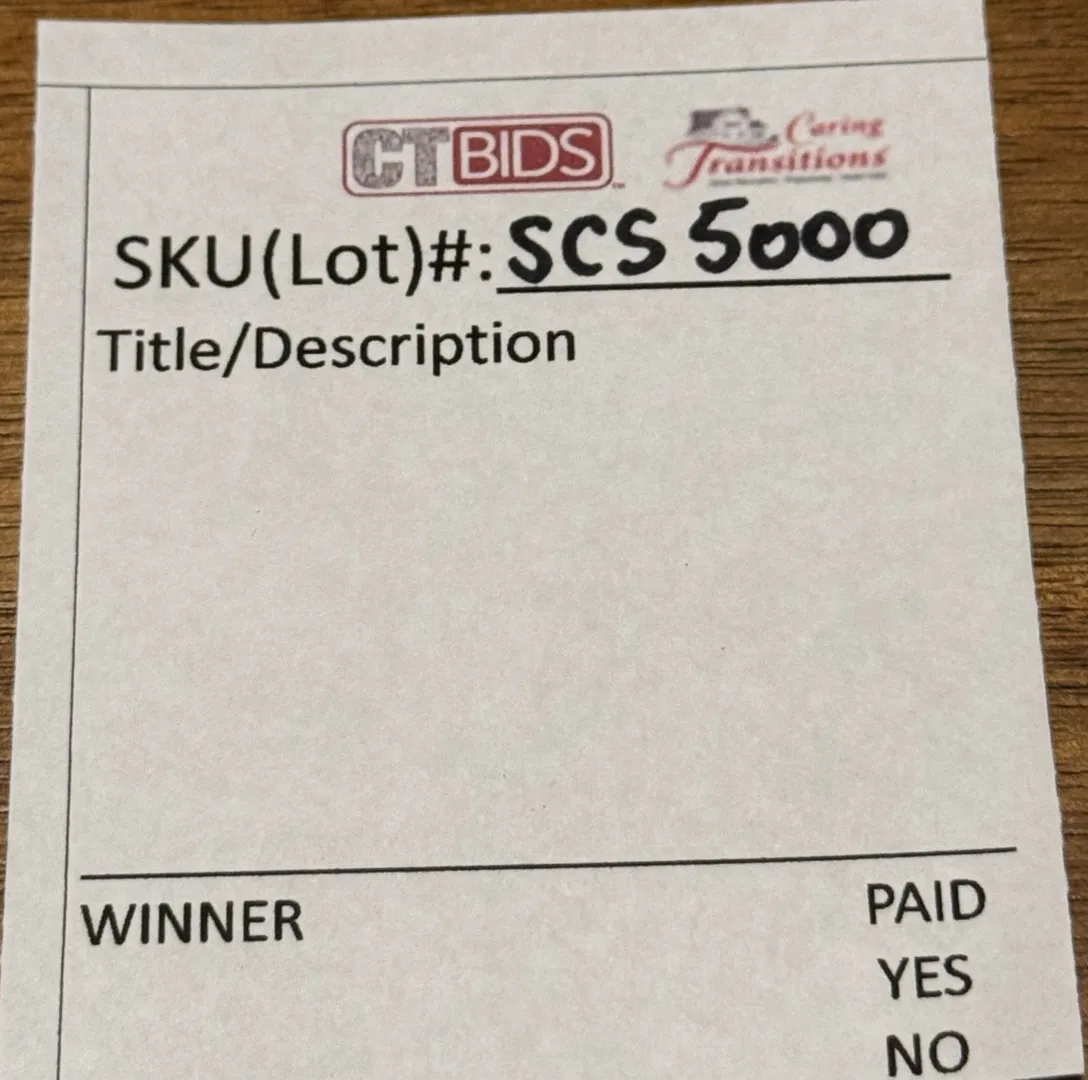 CTBIDS
Caring
Transitions
SKU(Lot)#: SCS 5000
Title/Description
WINNER
PAID
YES
NO